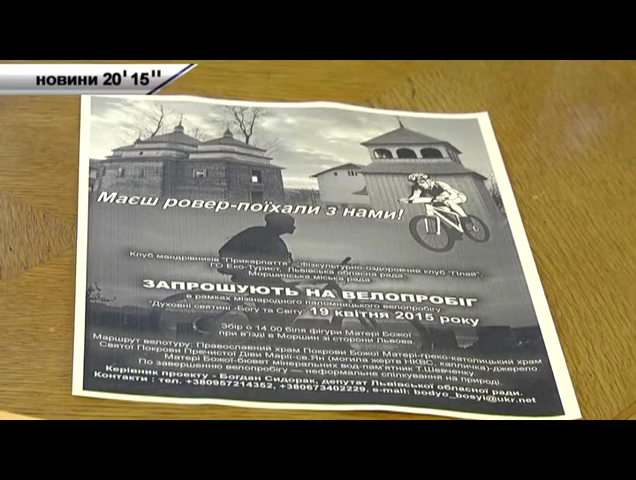 новини 20'15"
Маєш ровер-поїхали з нами!
Клуб мандрівників "Прикарпаття", "Фізкультурно-оздоровчий клуб "Плай",
ГО Еко-Турист, Львівська обласна рада,
Моршинська міська рада
ЗАПРОШУЮТЬ НА ВЕЛОПРОБІГ
в рамках міжнародного паломницького велопробігу
"Духовні святині -Богу та Світу" 19 квітня 2015 року
Збір о 14.00 біля фігури Матері Божої
при в'їзді в Моршин зі сторони Львова.
Маршрут велотуру: Православний храм Покрови Божої Матері-греко-католицький храм
Святої Покрови Пречистої Діви Марії-св.Ян (могила жертв НКВС, капличка)-джерело
Матері Божої-бювет мінеральних вод-пам'ятник Т.Шевченку.
По завершенню велопробігу — неформальне спілкування на природі.
Керівник проекту - Богдан Сидорак, депутат Львівської обласної ради.
Контакти : тел. +380957214352, +380673402229, e-mail: bodyo_bosyi@ukr.net